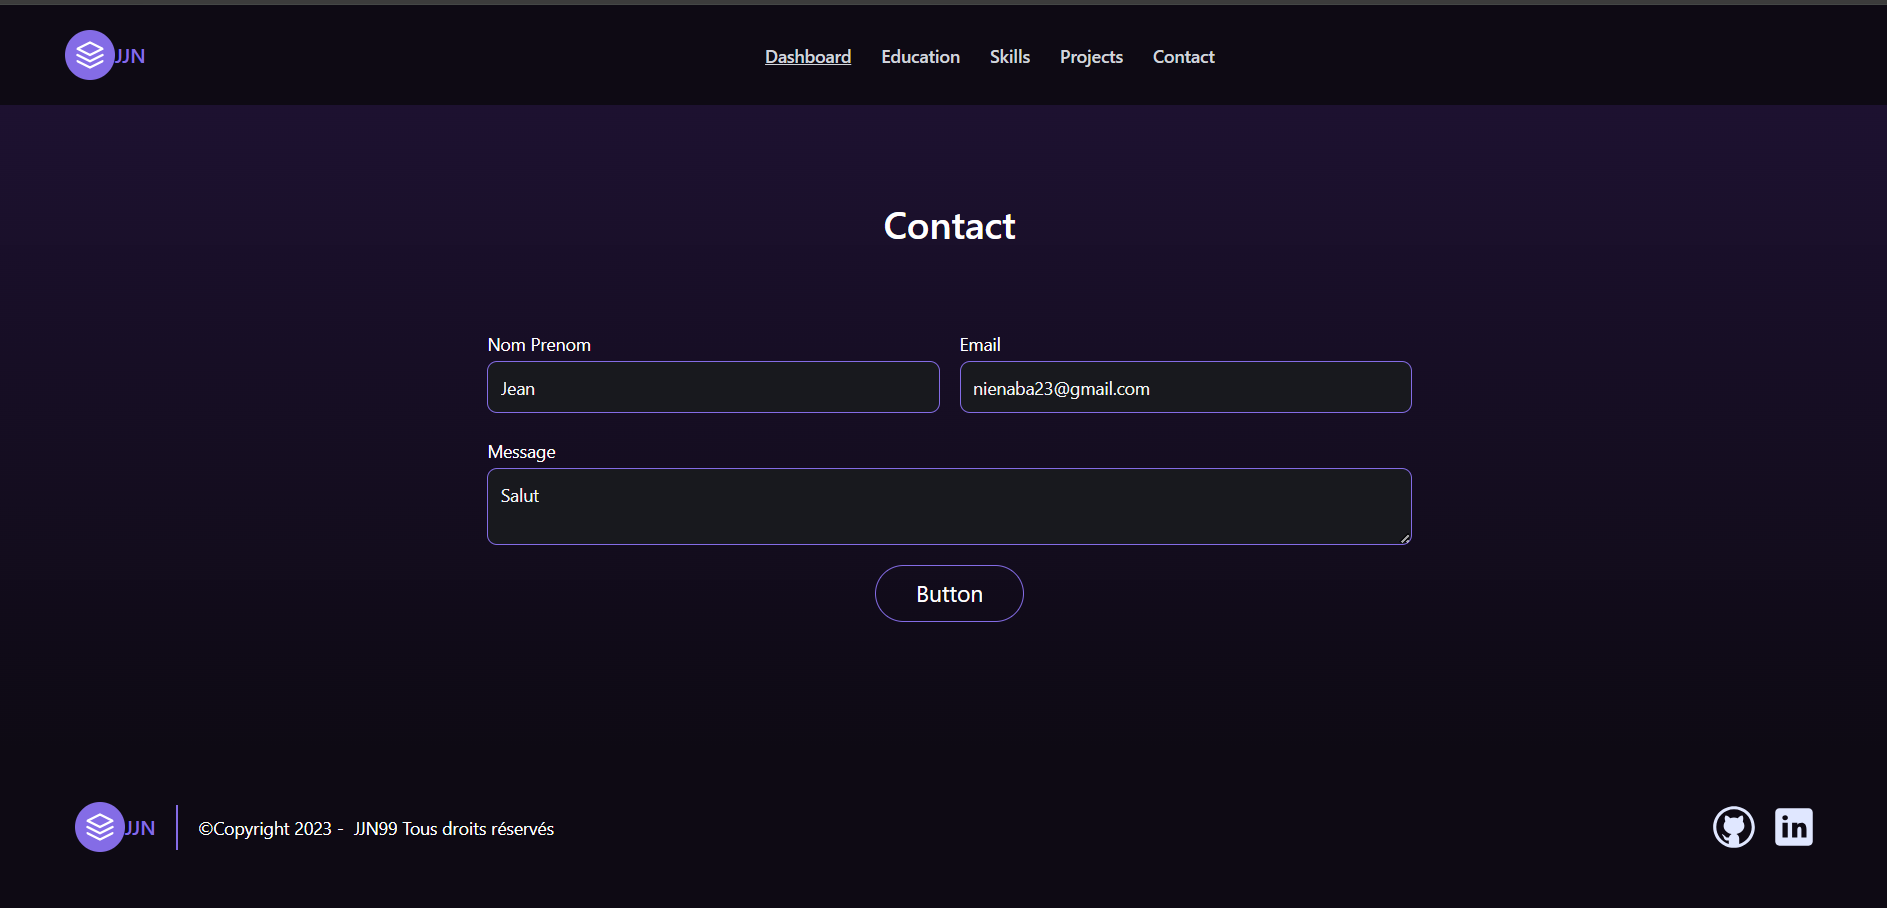 JJN
Dashboard Education Skills Projects Contact
Contact
Nom Prenom
Email
Jean
nienaba23@gmail.com
Message
Salut
Button
JJN
©Copyright 2023 - JJN99 Tous droits réservés
in